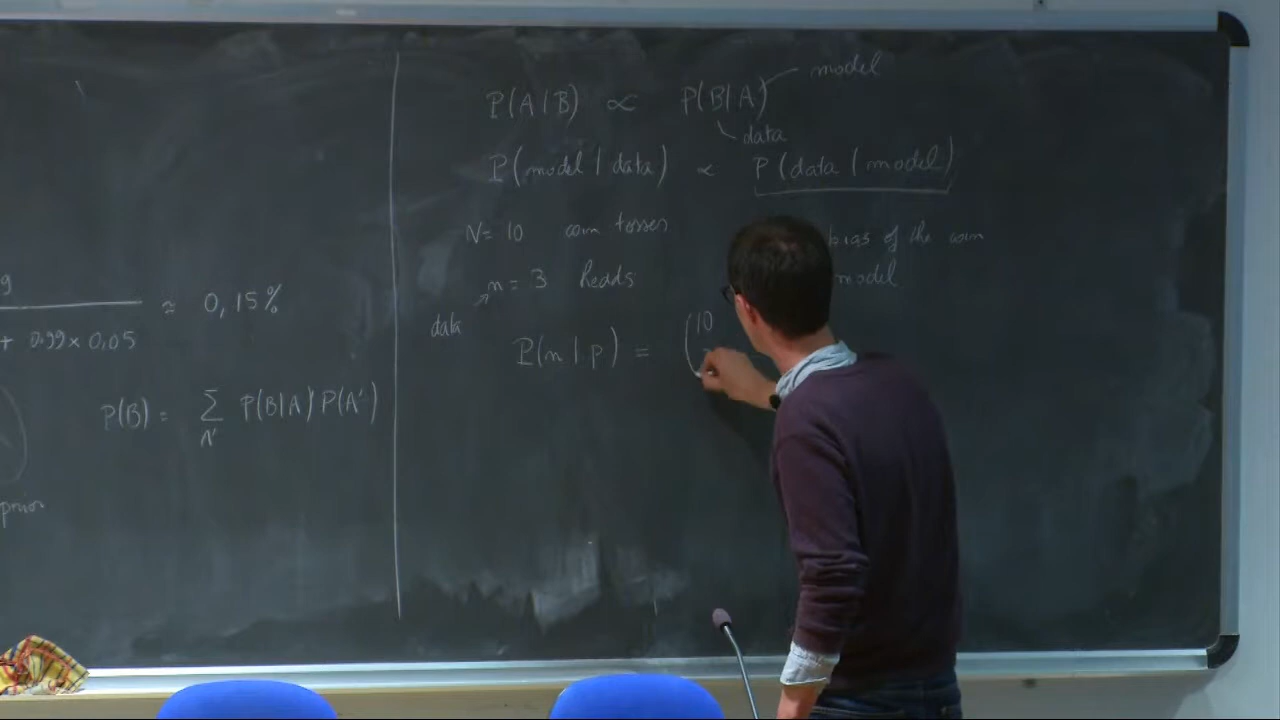 g
+ 0.99 x 0,05
≈ 0,15%
P(B) = ∑ P(B|A') P(A')
A'
prior
P(A|B) ∝ P(B|A) model
data
P(model | data) ∝ P(data | model)
N = 10 coin tosses bias of the coin
n = 3 Heads model
data
P(n | p) = (10